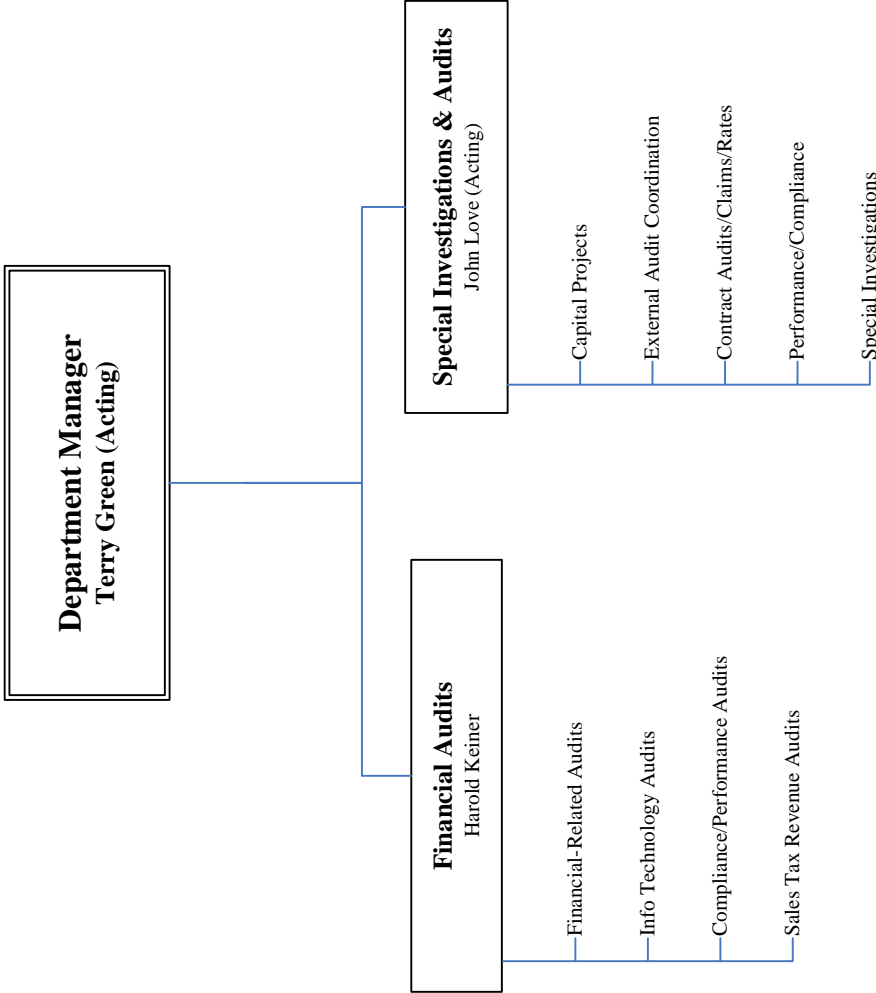 Department Manager
Terry Green (Acting)
Financial Audits
Harold Keiner
Financial-Related Audits
Info Technology Audits
Compliance/Performance Audits
Sales Tax Revenue Audits
Special Investigations & Audits
John Love (Acting)
Capital Projects
External Audit Coordination
Contract Audits/Claims/Rates
Performance/Compliance
Special Investigations